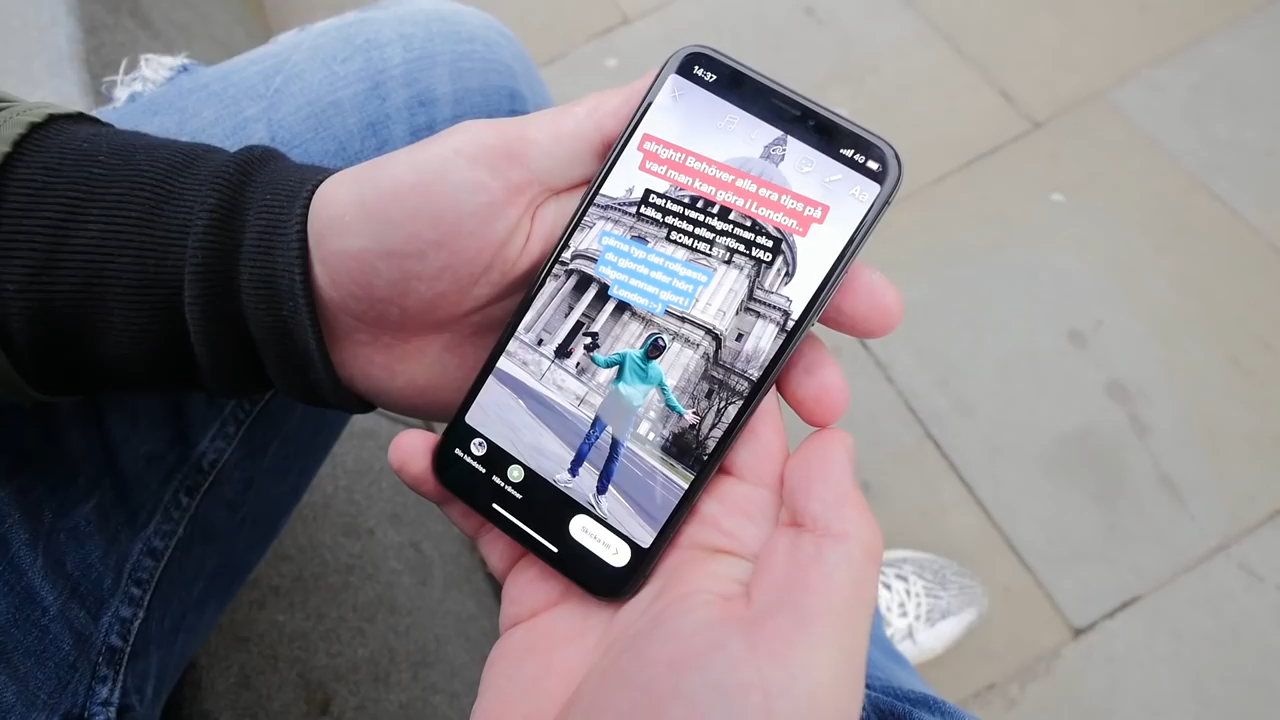 14:37
4G
Aa
alright! Behöver alla era tips på
vad man kan göra i London..
Det kan vara något man ska
käka, dricka eller utföra.. VAD
SOM HELST !
gärna typ det roligaste
du gjorde eller hört
någon annan gjort i
London :-)
Din händelse
Nära vänner
Skicka till